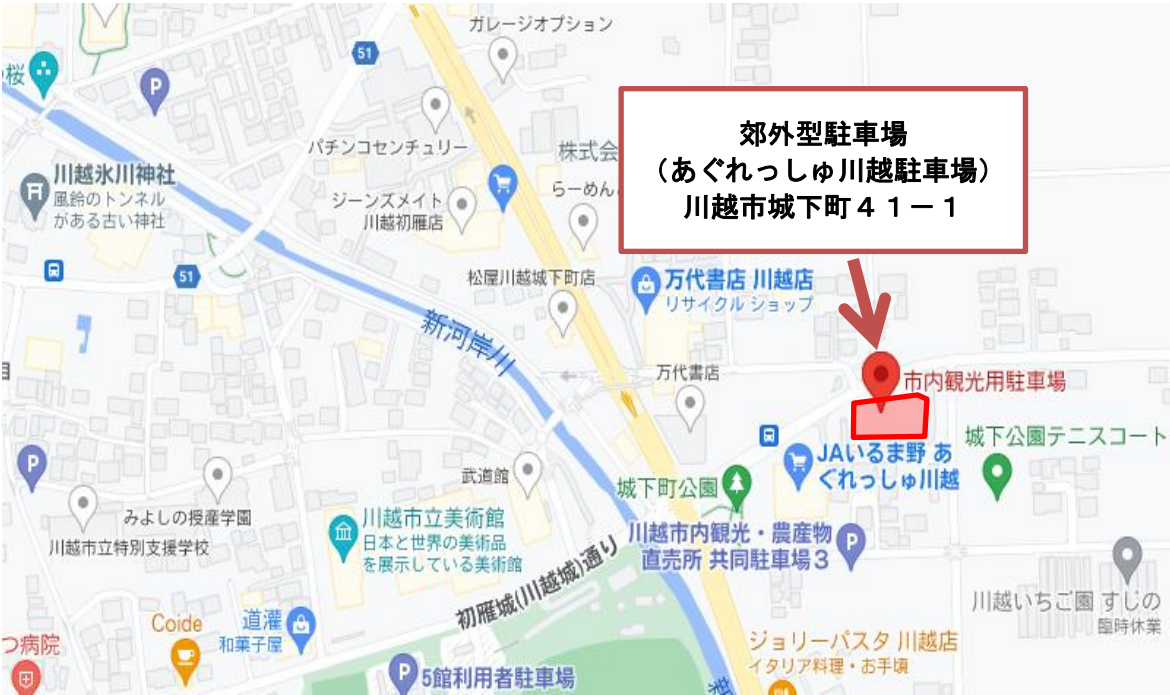 ガレージオプション
51
桜
P
パチンコセンチュリー
株式会
郊外型駐車場
（あぐれっしゅ川越駐車場）
川越市城下町４１－１
川越氷川神社
風鈴のトンネル
がある古い神社
ジーンズメイト
川越初雁店
らーめん
51
松屋川越城下町店
万代書店 川越店
リサイクル ショップ
新河岸川
万代書店
市内観光用駐車場
P
武道館
城下町公園
JAいるま野 あ
ぐれっしゅ川越
城下公園テニスコート
みよしの授産学園
川越市立特別支援学校
川越市立美術館
日本と世界の美術品
を展示している美術館
川越市内観光・農産物
直売所 共同駐車場３
P
初雁城(川越城)通り
川越いちご園 すじの
臨時休業
Coide
道灌
和菓子屋
つ病院
P
5館利用者駐車場
ジョリーパスタ 川越店
イタリア料理・お手頃